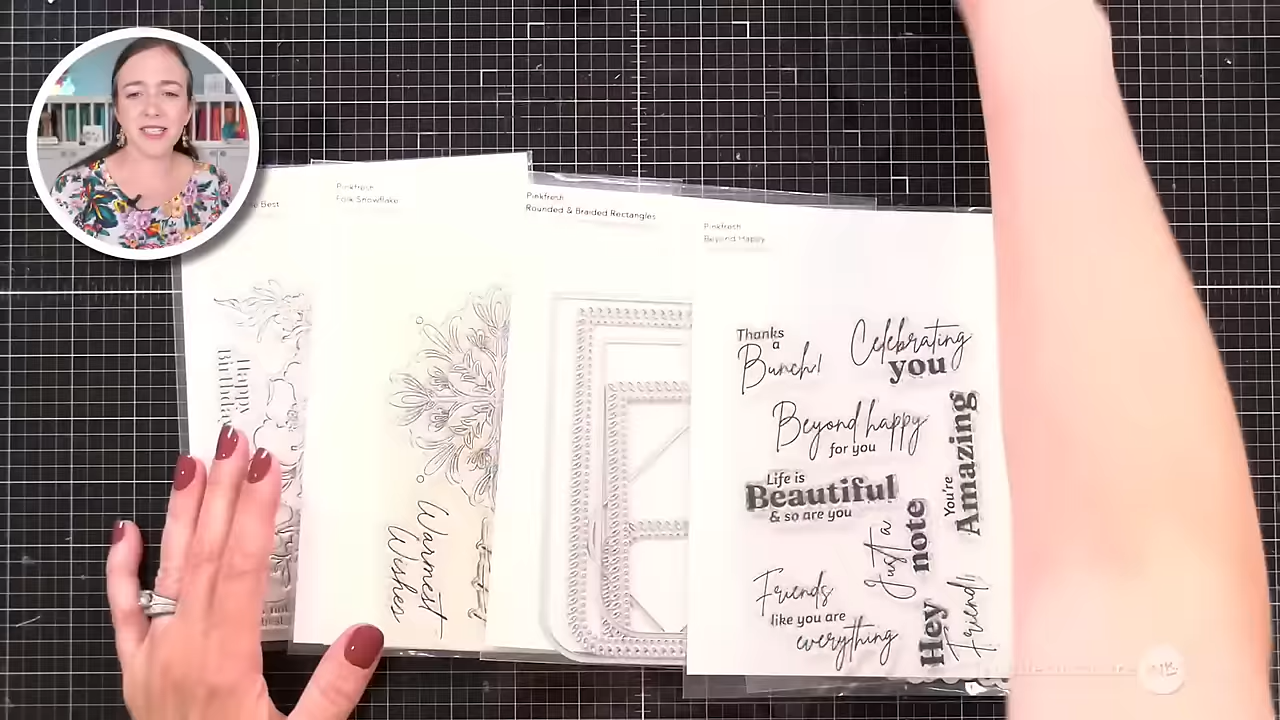 Best
Pinkfresh
Folk Snowflake
Pinkfresh
Rounded & Braided Rectangles
Pinkfresh
Beyond Happy
Happy
Birthday
Warmest
Wishes
Thanks
a
Bunch!
Celebrating
you
Beyond happy
for you
Life is
Beautiful
& so are you
You're
Amazing
Just a
note
Friends
like you are
everything
Hey
Friend!